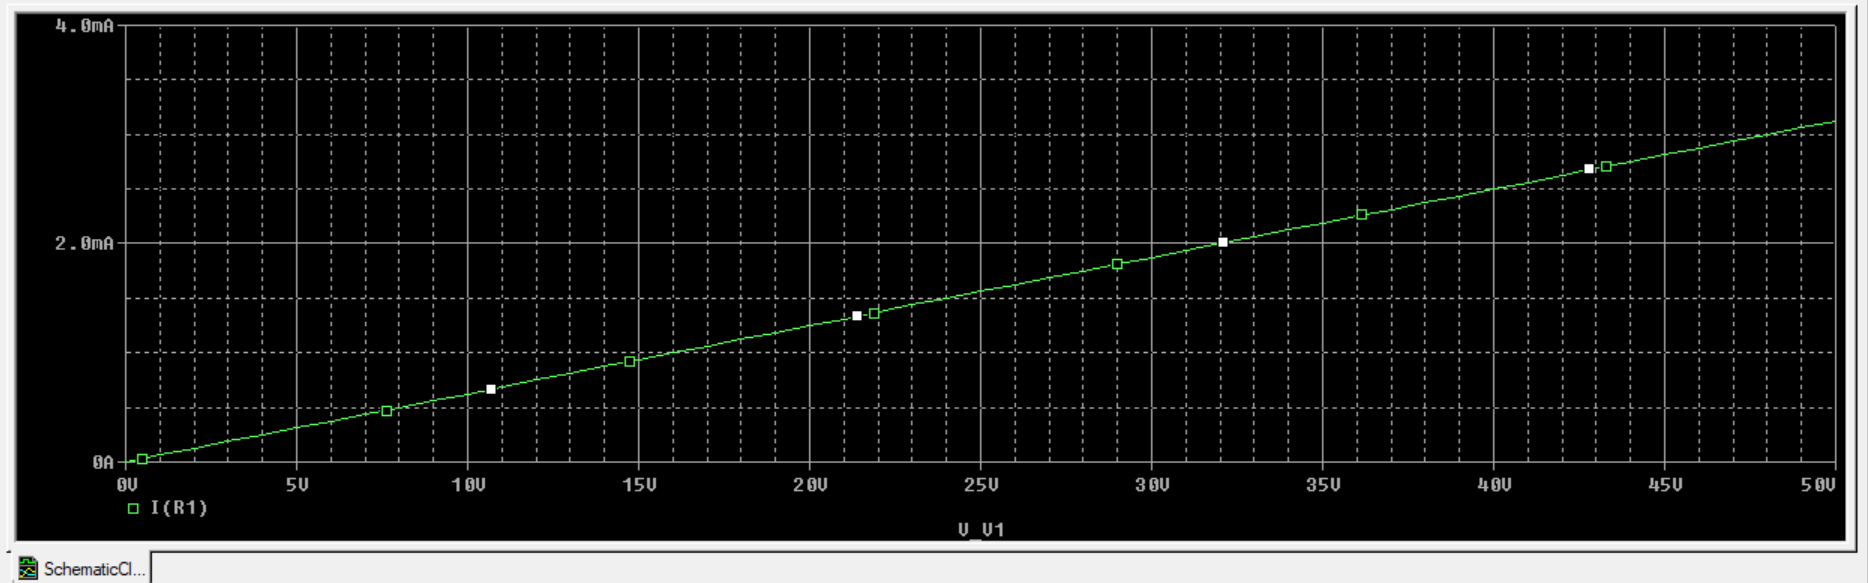 4.0mA
2.0mA
0A
0V 5V 10V 15V 20V 25V 30V 35V 40V 45V 50V
I(R1)
V_V1
SchematicCl...